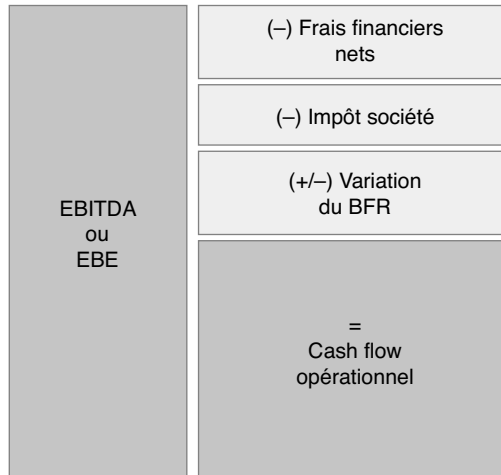 EBITDA
ou
EBE
(–) Frais financiers
nets
(–) Impôt société
(+/–) Variation
du BFR
=
Cash flow
opérationnel